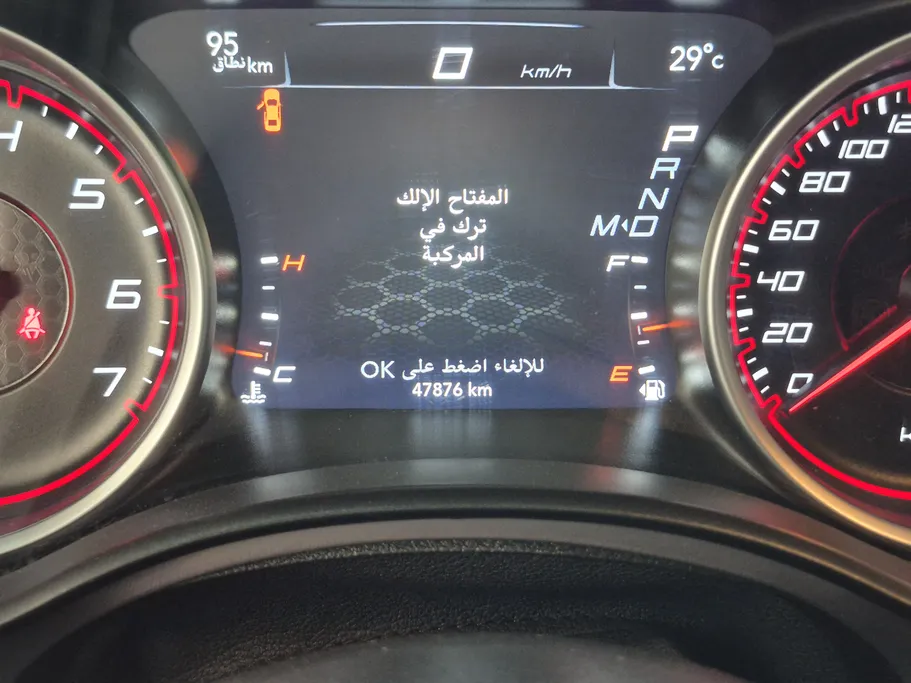 95
نطاق km
0 km/h
29°C
P
R
N
M◂D
المفتاح الإلك
ترك في
المركبة
H
C
F
E
للإلغاء اضغط على OK
47876 km
4
5
6
7
0
20
40
60
80
100